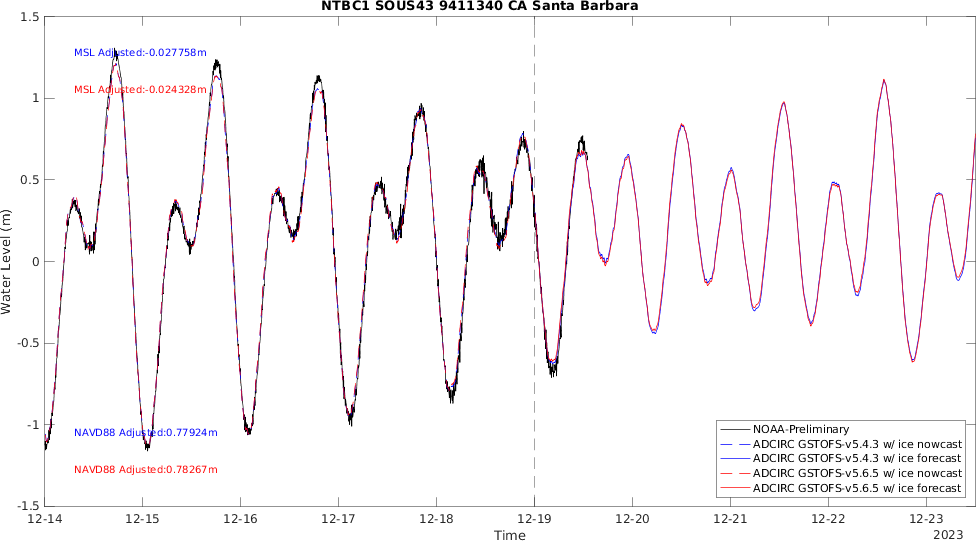 NTBC1 SOUS43 9411340 CA Santa Barbara
1.5
1
0.5
0
-0.5
-1
-1.5
Water Level (m)
MSL Adjusted:-0.027758m
MSL Adjusted:-0.024328m
NAVD88 Adjusted:0.77924m
NAVD88 Adjusted:0.78267m
NOAA-Preliminary
ADCIRC GSTOFS-v5.4.3 w/ ice nowcast
ADCIRC GSTOFS-v5.4.3 w/ ice forecast
ADCIRC GSTOFS-v5.6.5 w/ ice nowcast
ADCIRC GSTOFS-v5.6.5 w/ ice forecast
12-14 12-15 12-16 12-17 12-18 12-19 12-20 12-21 12-22 12-23
Time
2023